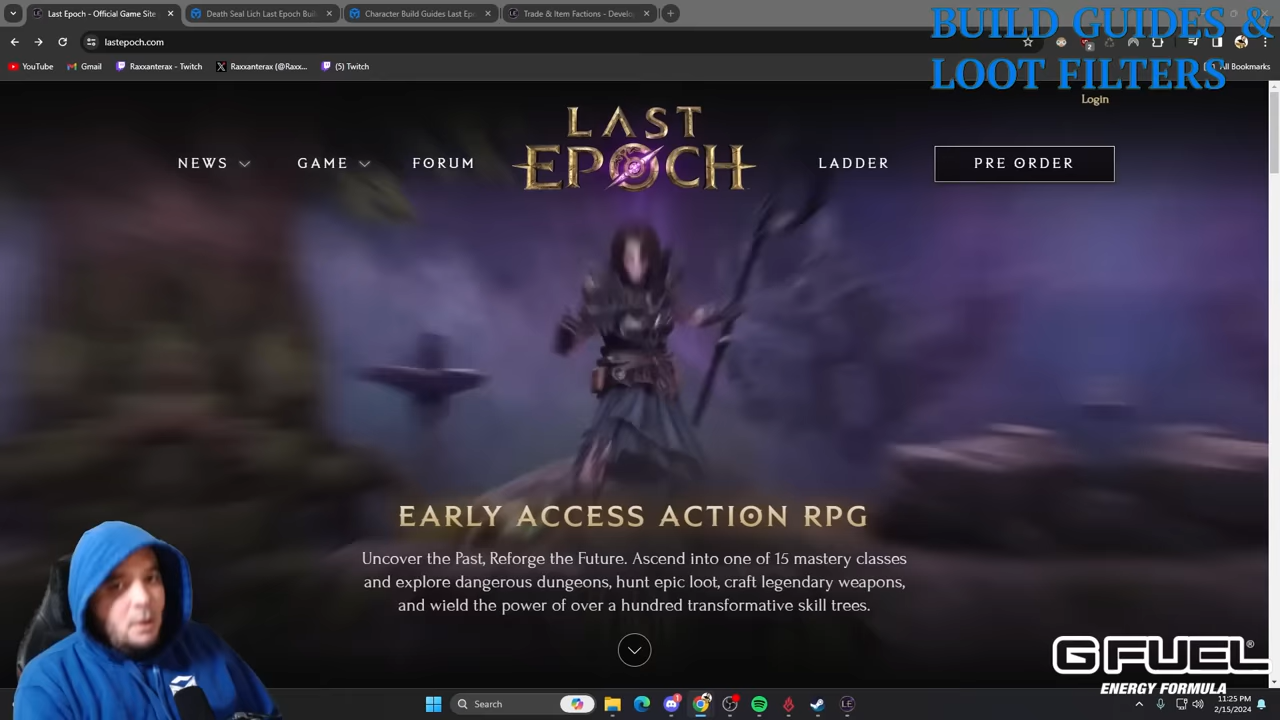 Last Epoch - Official Game Site
Death Seal Lich Last Epoch Buil
Character Build Guides Last Ep
Trade & Item Factions - Develo
BUILD GUIDES &
LOOT FILTERS
lastepoch.com
2
YouTube
Gmail
Raxxanterax - Twitch
Raxxanterax (@Raxx...
(5) Twitch
All Bookmarks
Login
NEWS
GAME
FORUM
LAST
EPOCH
LADDER
PRE ORDER
EARLY ACCESS ACTION RPG
Uncover the Past, Reforge the Future. Ascend into one of 15 mastery classes
and explore dangerous dungeons, hunt epic loot, craft legendary weapons,
and wield the power of over a hundred transformative skill trees.
GFUEL®
ENERGY FORMULA
Search
1
LE
11:25 PM
2/15/2024